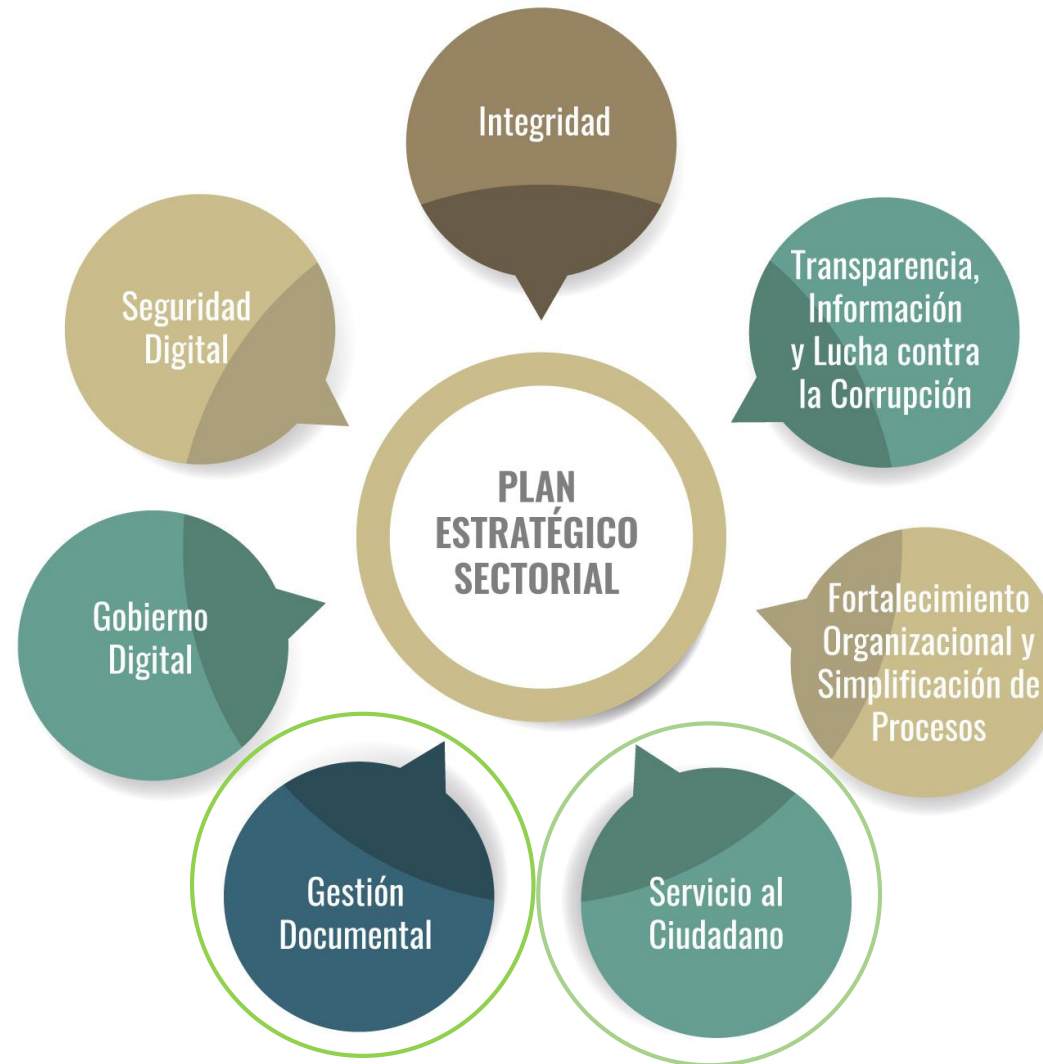 Integridad
Transparencia,
Información
y Lucha contra
la Corrupción
Seguridad
Digital
PLAN
ESTRATÉGICO
SECTORIAL
Fortalecimiento
Organizacional y
Simplificación de
Procesos
Gobierno
Digital
Gestión
Documental
Servicio al
Ciudadano